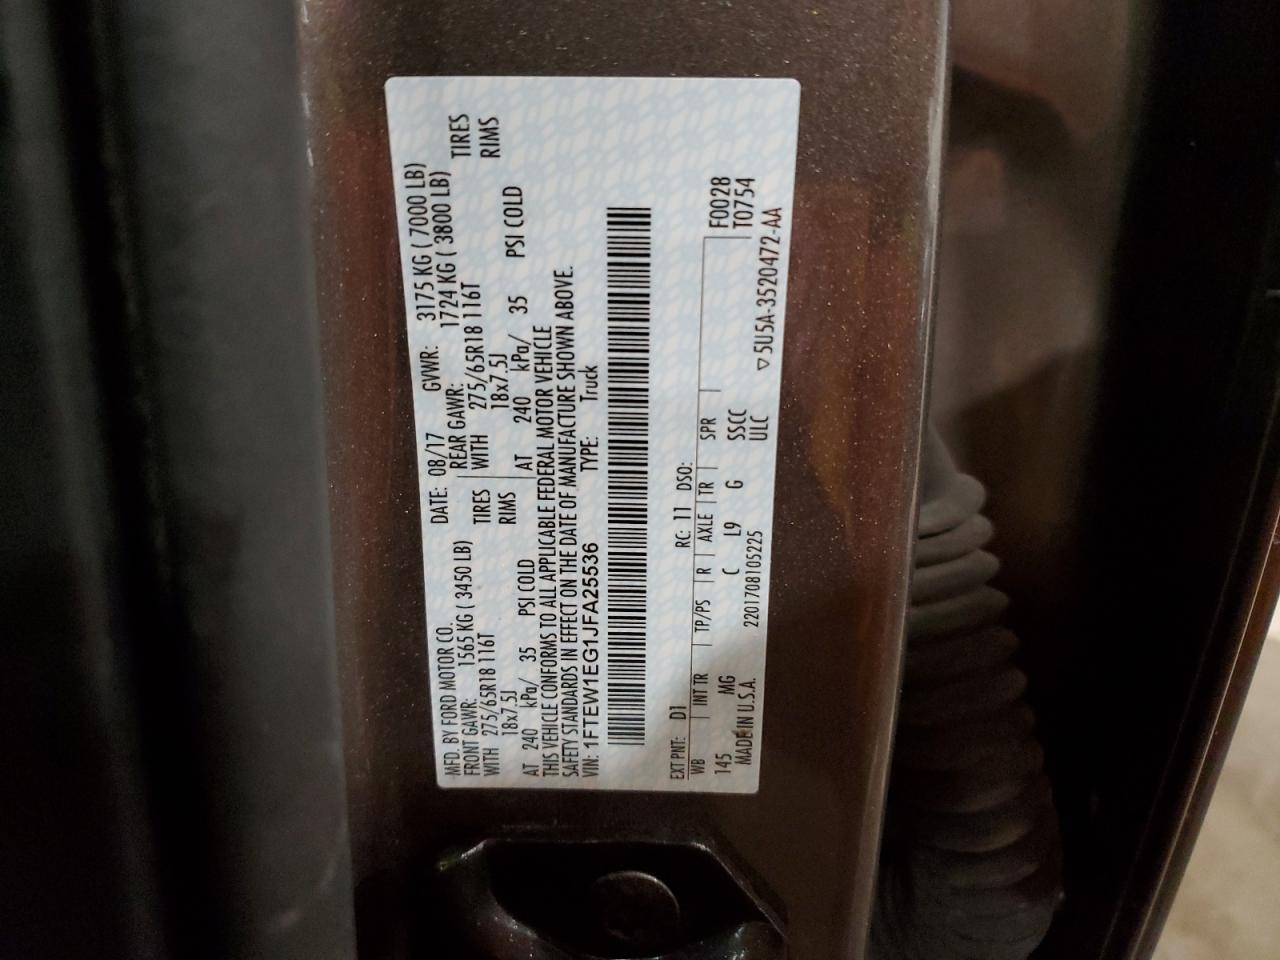 MFD. BY FORD MOTOR CO. DATE: 08/17 GVWR: 3175 KG ( 7000 LB)
FRONT GAWR: 1565 KG ( 3450 LB) REAR GAWR: 1724 KG ( 3800 LB)
WITH 275/65R18 116T TIRES WITH 275/65R18 116T TIRES
18x7.5J RIMS 18x7.5J RIMS
AT 240 kPa/ 35 PSI COLD AT 240 kPa/ 35 PSI COLD
THIS VEHICLE CONFORMS TO ALL APPLICABLE FEDERAL MOTOR VEHICLE
SAFETY STANDARDS IN EFFECT ON THE DATE OF MANUFACTURE SHOWN ABOVE.
VIN: 1FTEW1EG1JFA25536 TYPE: Truck
EXT PNT: D1 RC: 11 DSO:
WB INT TR TP/PS R AXLE TR SPR F0028
145 MG C L9 G SSCC T0754
MADE IN U.S.A. 2201708105225 ULC
▽5U5A-3520472-AA